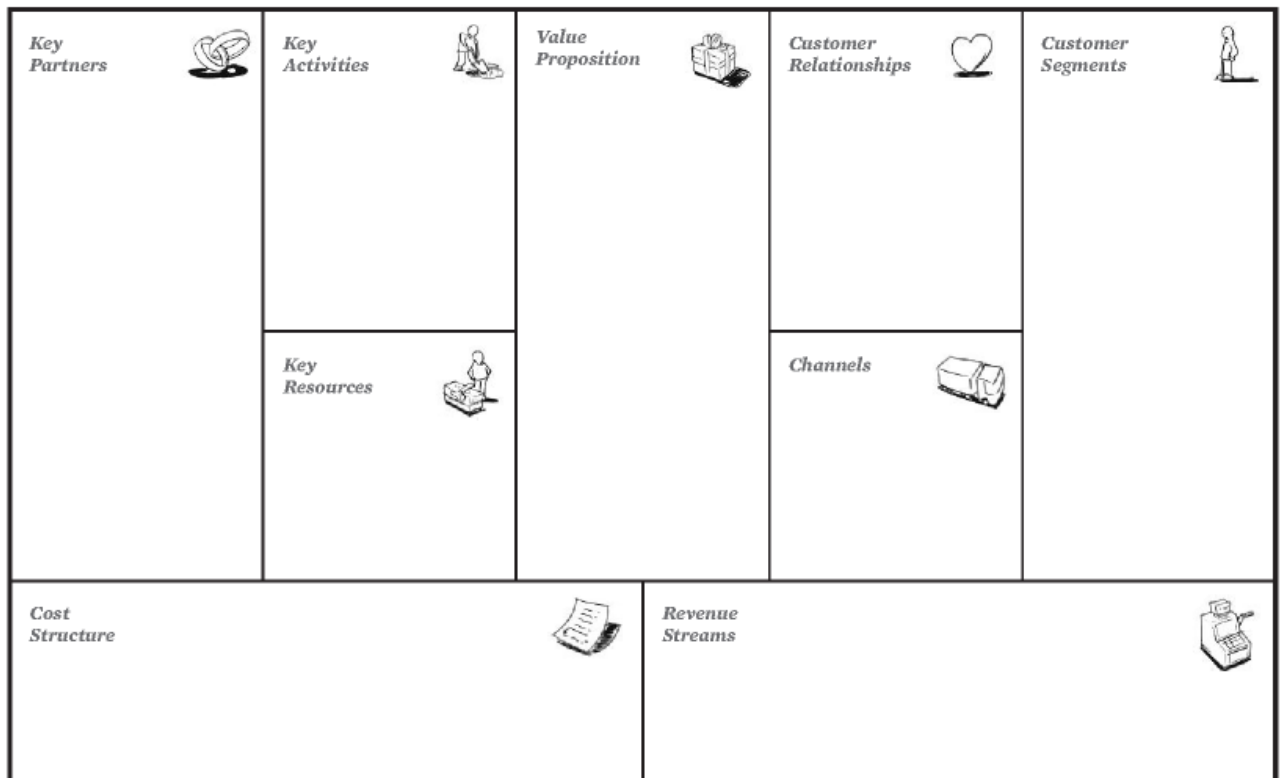 Key
Partners
Key
Activities
Value
Proposition
Customer
Relationships
Customer
Segments
Key
Resources
Channels
Cost
Structure
Revenue
Streams